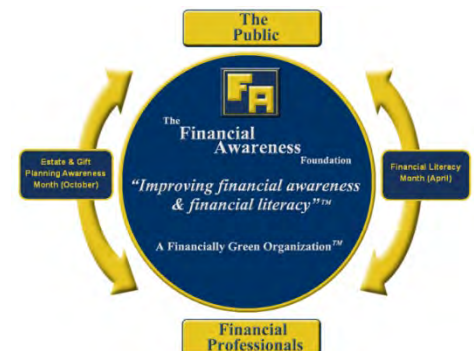 The
Public
FA
The
Financial
Awareness
Foundation
Estate & Gift
Planning Awareness
Month (October)
Financial Literacy
Month (April)
"Improving financial awareness
& financial literacy"™
A Financially Green Organization™
Financial
Professionals